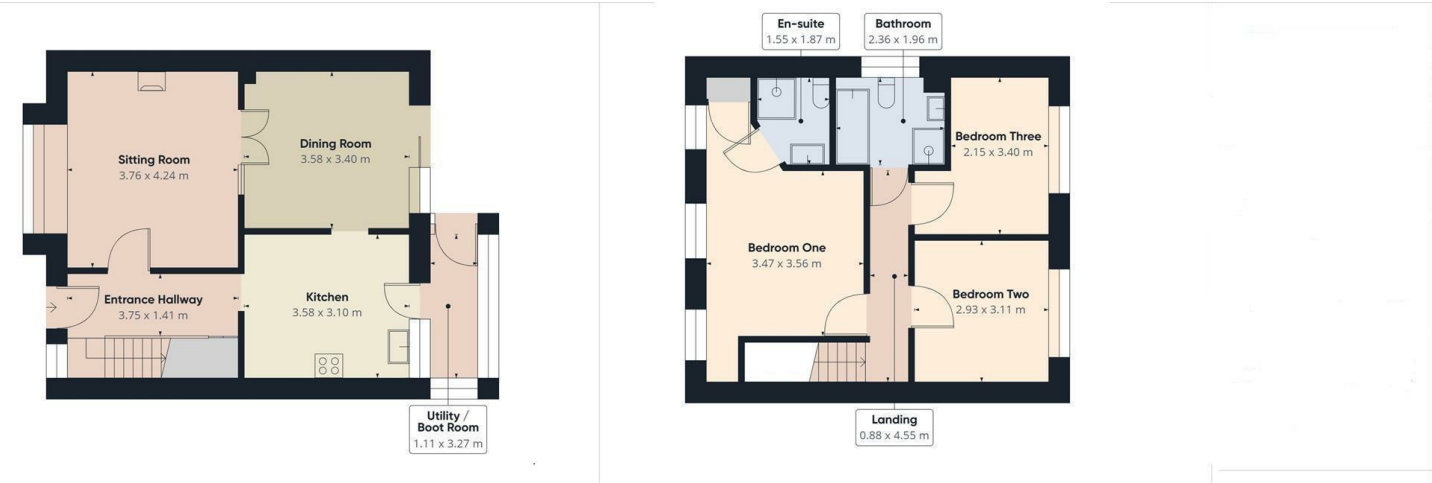 Sitting Room
3.76 x 4.24 m
Dining Room
3.58 x 3.40 m
Entrance Hallway
3.75 x 1.41 m
Kitchen
3.58 x 3.10 m
Utility /
Boot Room
1.11 x 3.27 m
En-suite
1.55 x 1.87 m
Bathroom
2.36 x 1.96 m
Bedroom Three
2.15 x 3.40 m
Bedroom One
3.47 x 3.56 m
Bedroom Two
2.93 x 3.11 m
Landing
0.88 x 4.55 m